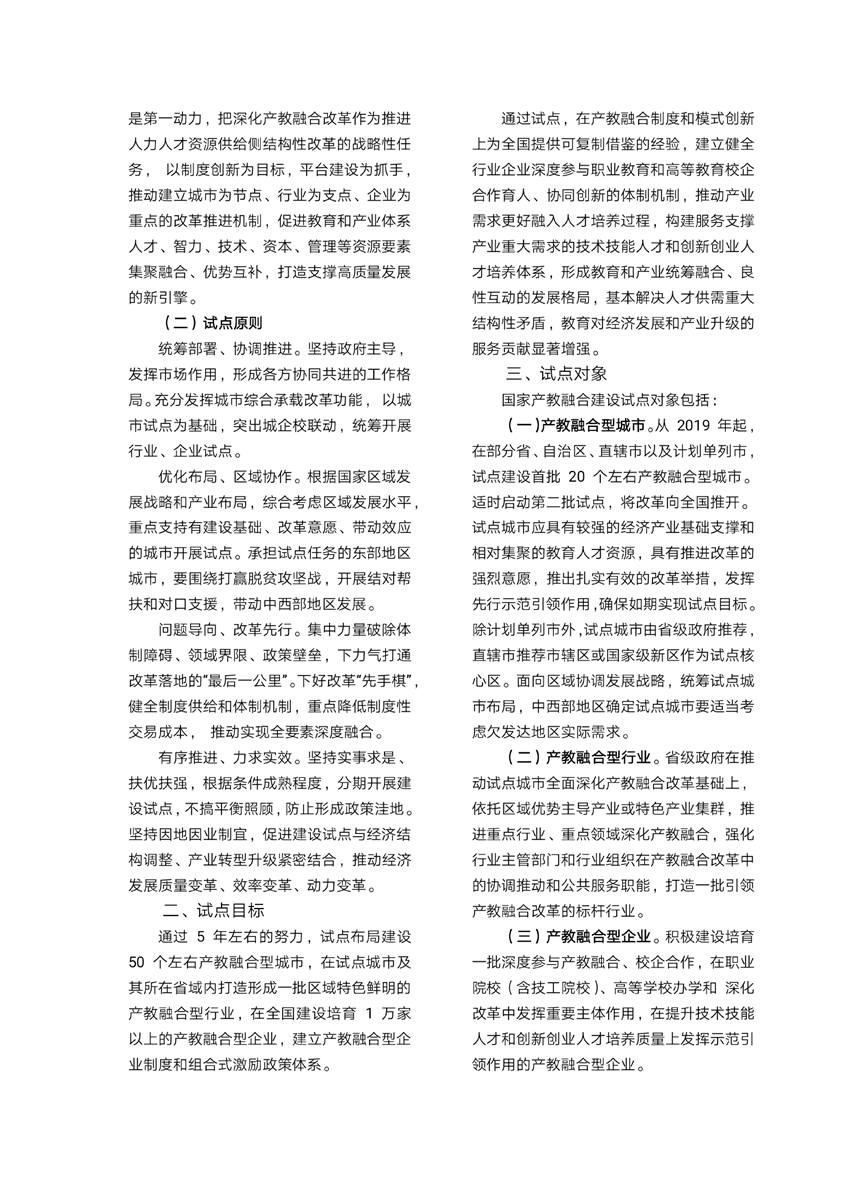 是第一动力，把深化产教融合改革作为推进
人力人才资源供给侧结构性改革的战略性任
务， 以制度创新为目标，平台建设为抓手，
推动建立城市为节点、行业为支点、企业为
重点的改革推进机制，促进教育和产业体系
人才、智力、技术、资本、管理等资源要素
集聚融合、优势互补，打造支撑高质量发展
的新引擎。
（二）试点原则
统筹部署、协调推进。坚持政府主导，
发挥市场作用，形成各方协同共进的工作格
局。充分发挥城市综合承载改革功能， 以城
市试点为基础，突出城企校联动，统筹开展
行业、企业试点。
优化布局、区域协作。根据国家区域发
展战略和产业布局，综合考虑区域发展水平，
重点支持有建设基础、改革意愿、带动效应
的城市开展试点。承担试点任务的东部地区
城市，要围绕打赢脱贫攻坚战，开展结对帮
扶和对口支援，带动中西部地区发展。
问题导向、改革先行。集中力量破除体
制障碍、领域界限、政策壁垒，下力气打通
改革落地的“最后一公里”。下好改革“先手棋”，
健全制度供给和体制机制，重点降低制度性
交易成本， 推动实现全要素深度融合。
有序推进、力求实效。坚持实事求是、
扶优扶强，根据条件成熟程度，分期开展建
设试点，不搞平衡照顾，防止形成政策洼地。
坚持因地因业制宜，促进建设试点与经济结
构调整、产业转型升级紧密结合，推动经济
发展质量变革、效率变革、动力变革。
二、试点目标
通过 5 年左右的努力，试点布局建设
50 个左右产教融合型城市，在试点城市及
其所在省域内打造形成一批区域特色鲜明的
产教融合型行业，在全国建设培育 1 万家
以上的产教融合型企业，建立产教融合型企
业制度和组合式激励政策体系。
通过试点，在产教融合制度和模式创新
上为全国提供可复制借鉴的经验，建立健全
行业企业深度参与职业教育和高等教育校企
合作育人、协同创新的体制机制，推动产业
需求更好融入人才培养过程，构建服务支撑
产业重大需求的技术技能人才和创新创业人
才培养体系，形成教育和产业统筹融合、良
性互动的发展格局，基本解决人才供需重大
结构性矛盾，教育对经济发展和产业升级的
服务贡献显著增强。
三、试点对象
国家产教融合建设试点对象包括：
（一)产教融合型城市。从 2019 年起，
在部分省、自治区、直辖市以及计划单列市，
试点建设首批 20 个左右产教融合型城市。
适时启动第二批试点，将改革向全国推开。
试点城市应具有较强的经济产业基础支撑和
相对集聚的教育人才资源，具有推进改革的
强烈意愿，推出扎实有效的改革举措，发挥
先行示范引领作用,确保如期实现试点目标。
除计划单列市外,试点城市由省级政府推荐，
直辖市推荐市辖区或国家级新区作为试点核
心区。面向区域协调发展战略，统筹试点城
市布局，中西部地区确定试点城市要适当考
虑欠发达地区实际需求。
（二）产教融合型行业。省级政府在推
动试点城市全面深化产教融合改革基础上，
依托区域优势主导产业或特色产业集群，推
进重点行业、重点领域深化产教融合，强化
行业主管部门和行业组织在产教融合改革中
的协调推动和公共服务职能，打造一批引领
产教融合改革的标杆行业。
（三）产教融合型企业。积极建设培育
一批深度参与产教融合、校企合作，在职业
院校（含技工院校）、高等学校办学和 深化
改革中发挥重要主体作用，在提升技术技能
人才和创新创业人才培养质量上发挥示范引
领作用的产教融合型企业。